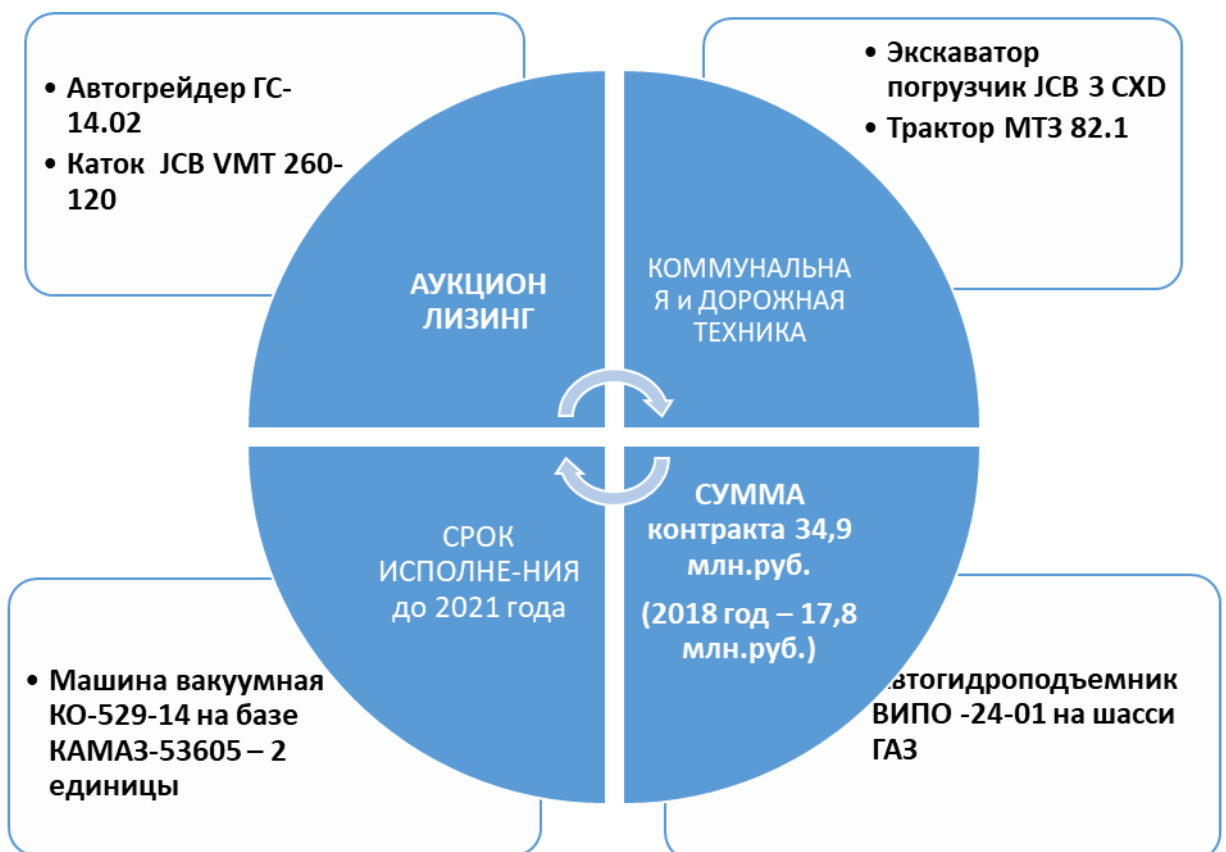 • Автогрейдер ГС-
14.02
• Каток JCB VMT 260-
120
• Экскаватор
погрузчик JCB 3 CXD
• Трактор МТЗ 82.1
АУКЦИОН
ЛИЗИНГ
КОММУНАЛЬНА
Я и ДОРОЖНАЯ
ТЕХНИКА
СРОК
ИСПОЛНЕ-НИЯ
до 2021 года
СУММА
контракта 34,9
млн.руб.
(2018 год – 17,8
млн.руб.)
• Машина вакуумная
КО-529-14 на базе
КАМАЗ-53605 – 2
единицы
втогидроподъемник
ВИПО -24-01 на шасси
ГАЗ